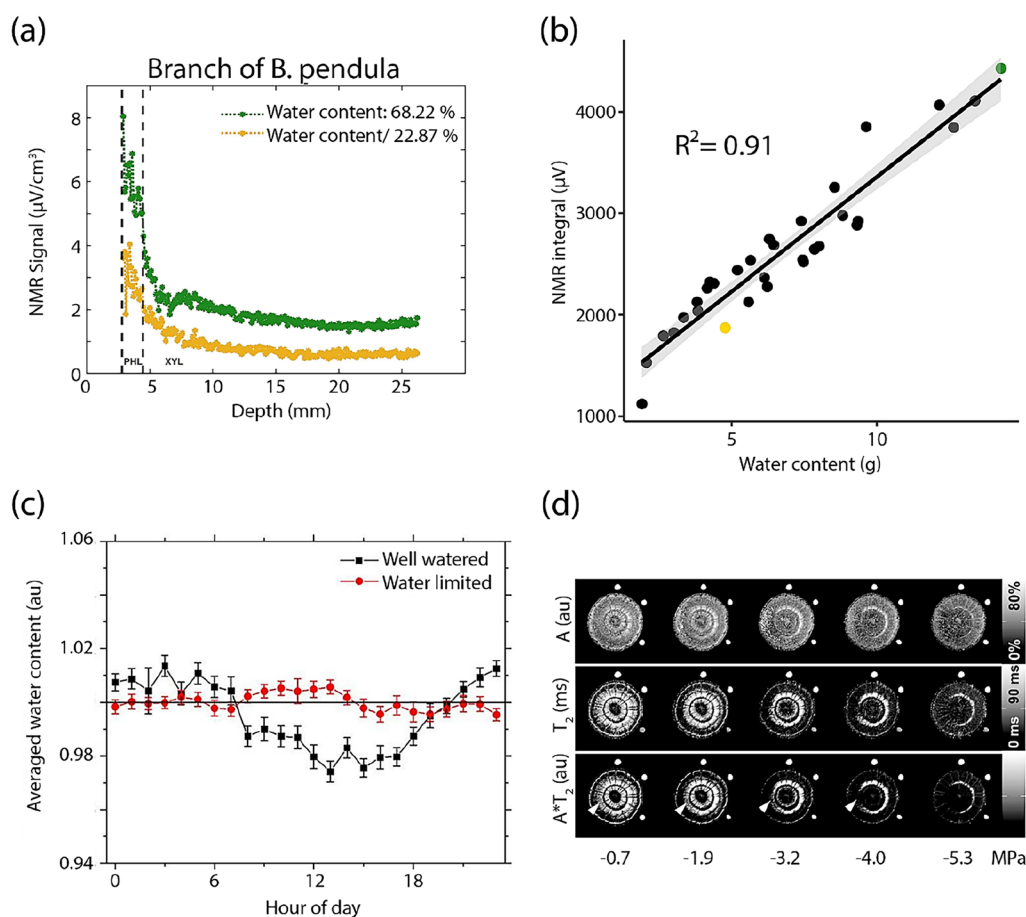 (a)
Branch of B. pendula
Water content: 68.22 %
Water content/ 22.87 %
NMR Signal (µV/cm³)
8
6
4
2
0
PHL
XYL
0 5 10 15 20 25 30
Depth (mm)
(b)
R²= 0.91
NMR integral (µV)
4000
3000
2000
1000
5 10
Water content (g)
(c)
Well watered
Water limited
Averaged water content (au)
1.06
1.02
0.98
0.94
0 6 12 18
Hour of day
(d)
A (au)
0% 80%
T₂ (ms)
0 ms 90 ms
A*T₂ (au)
-0.7 -1.9 -3.2 -4.0 -5.3 MPa